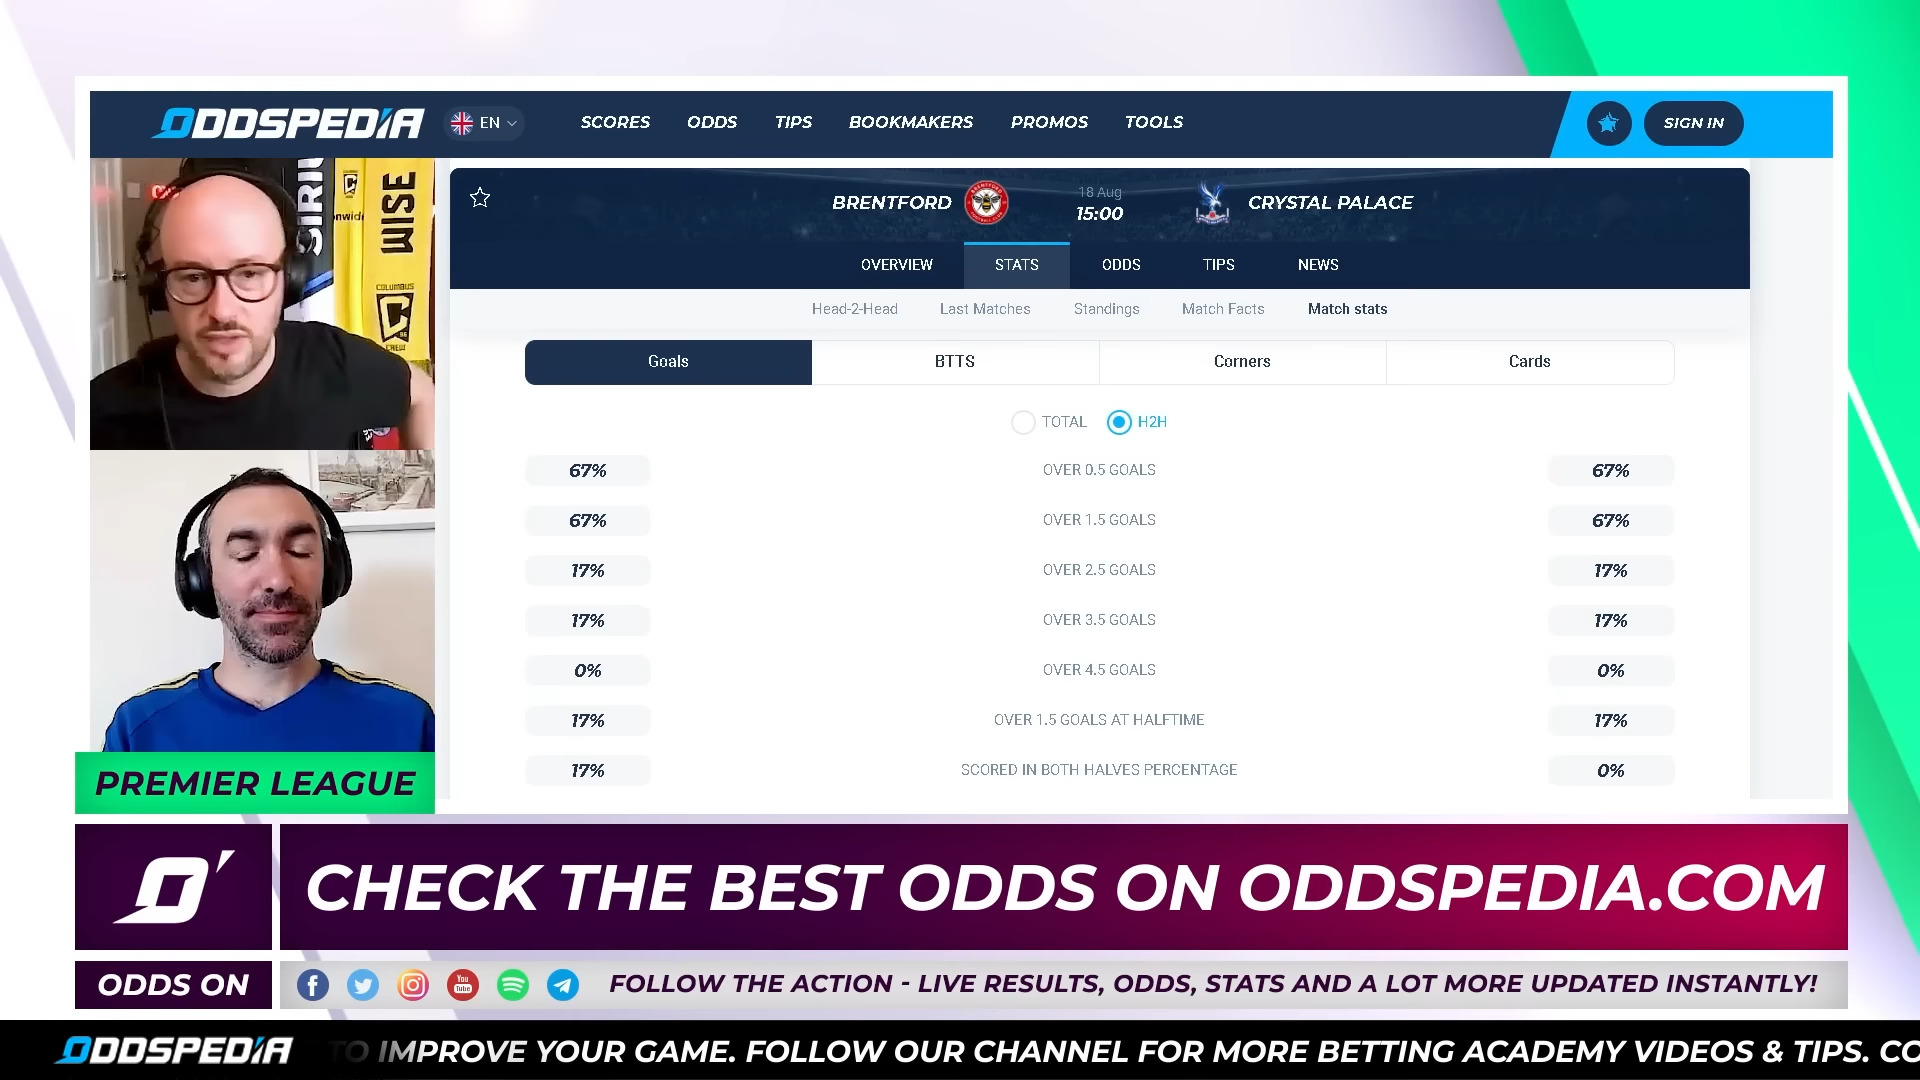 ODDSPEDIA
EN
SCORES ODDS TIPS BOOKMAKERS PROMOS TOOLS
SIGN IN
BRENTFORD
18 Aug
15:00
CRYSTAL PALACE
OVERVIEW STATS ODDS TIPS NEWS
Head-2-Head Last Matches Standings Match Facts Match stats
Goals BTTS Corners Cards
TOTAL H2H
67% OVER 0.5 GOALS 67%
67% OVER 1.5 GOALS 67%
17% OVER 2.5 GOALS 17%
17% OVER 3.5 GOALS 17%
0% OVER 4.5 GOALS 0%
17% OVER 1.5 GOALS AT HALFTIME 17%
17% SCORED IN BOTH HALVES PERCENTAGE 0%
WISE
COLUMBUS
CREW
PREMIER LEAGUE
CHECK THE BEST ODDS ON ODDSPEDIA.COM
ODDS ON
You Tube
FOLLOW THE ACTION - LIVE RESULTS, ODDS, STATS AND A LOT MORE UPDATED INSTANTLY!
ODDSPEDIA
TO IMPROVE YOUR GAME. FOLLOW OUR CHANNEL FOR MORE BETTING ACADEMY VIDEOS & TIPS. CO